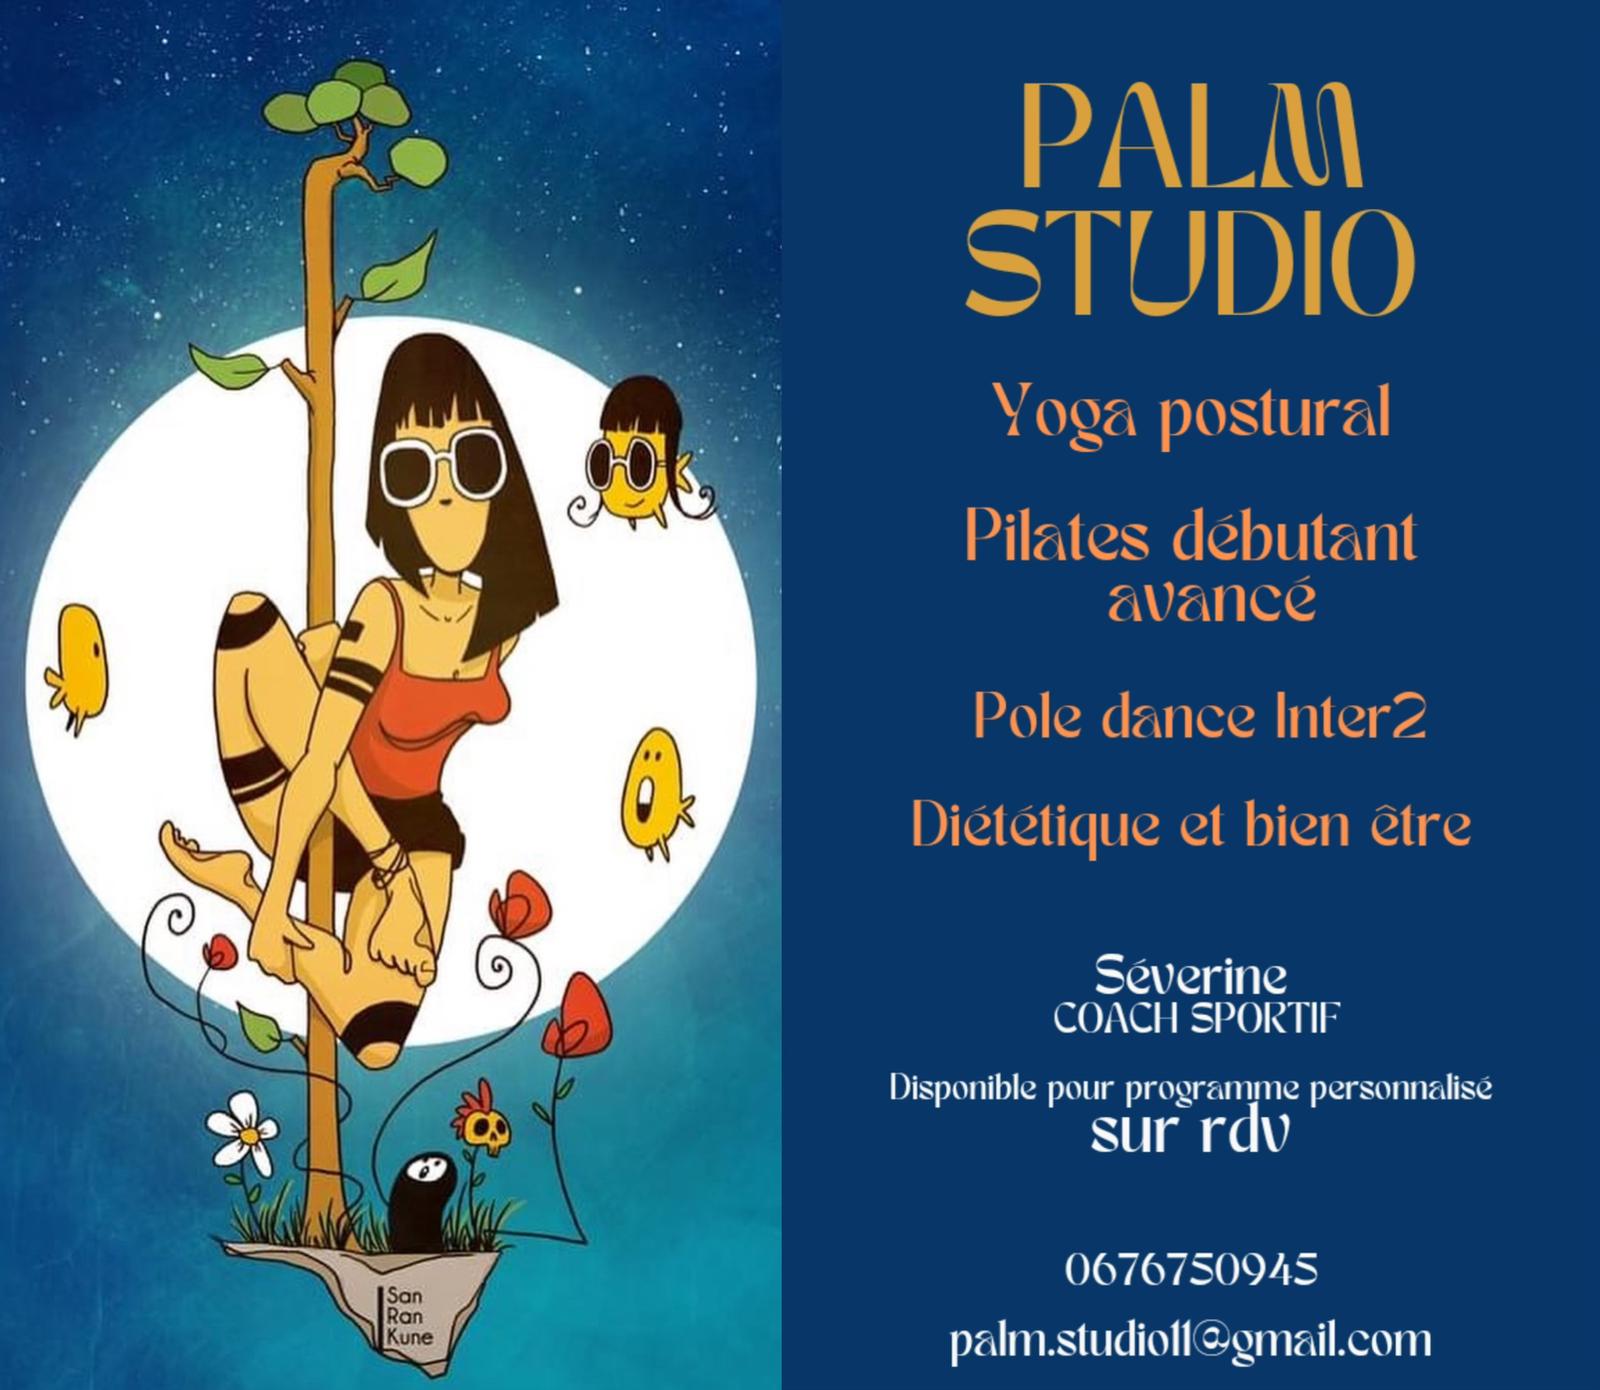 PALM
STUDIO
Yoga postural
Pilates débutant
avancé
Pole dance Inter2
Diététique et bien être
Séverine
COACH SPORTIF
Disponible pour programme personnalisé
sur rdv
0676750945
palm.studio11@gmail.com
San
Ran
Kune